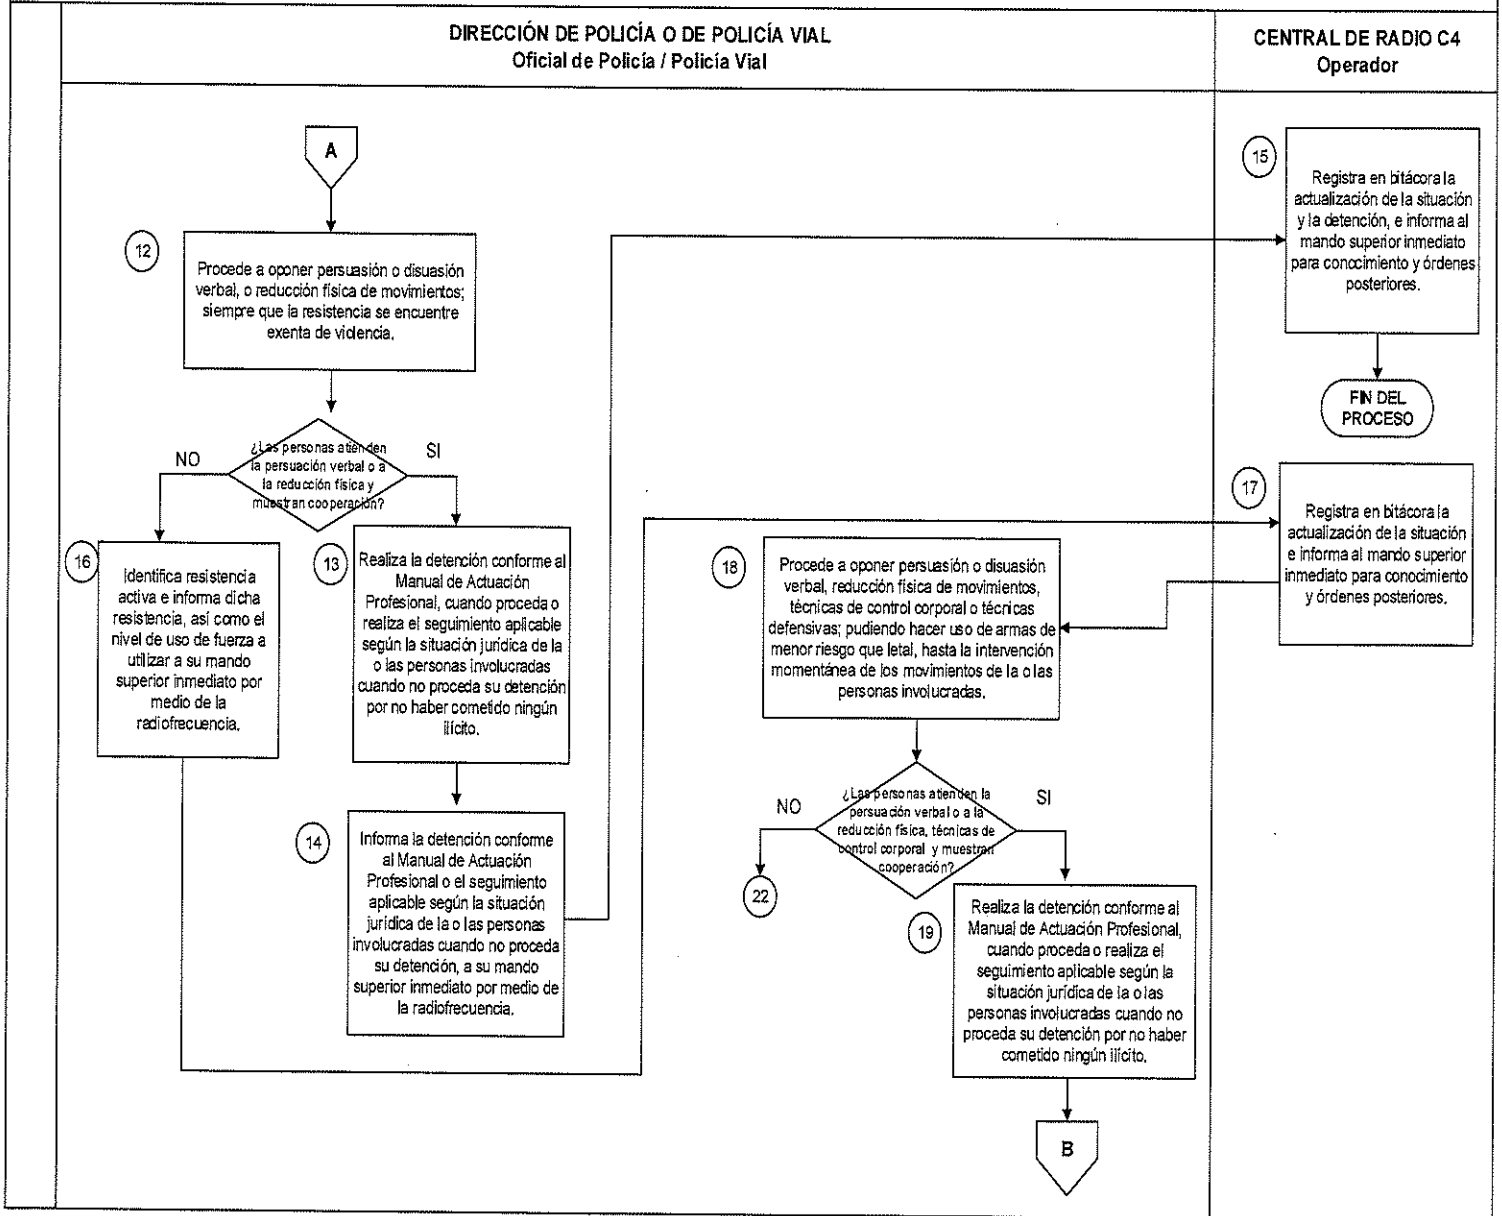 DIRECCIÓN DE POLICÍA O DE POLICÍA VIAL
Oficial de Policía / Policía Vial
CENTRAL DE RADIO C4
Operador
A
12
Procede a oponer persuasión o disuasión
verbal, o reducción física de movimientos;
siempre que la resistencia se encuentre
exenta de violencia.
¿Las personas atienden
la persuación verbal o a
la reducción física y
muestran cooperación?
NO
SI
16
Identifica resistencia
activa e informa dicha
resistencia, así como el
nivel de uso de fuerza a
utilizar a su mando
superior inmediato por
medio de la
radiofrecuencia.
13
Realiza la detención conforme al
Manual de Actuación
Profesional, cuando proceda o
realiza el seguimiento aplicable
según la situación jurídica de la
o las personas involucradas
cuando no proceda su detención
por no haber cometido ningún
ilícito.
14
Informa la detención conforme
al Manual de Actuación
Profesional o el seguimiento
aplicable según la situación
jurídica de la o las personas
involucradas cuando no proceda
su detención, a su mando
superior inmediato por medio de
la radiofrecuencia.
15
Registra en bitácora la
actualización de la situación
y la detención, e informa al
mando superior inmediato
para conocimiento y órdenes
posteriores.
FIN DEL
PROCESO
17
Registra en bitácora la
actualización de la situación
e informa al mando superior
inmediato para conocimiento
y órdenes posteriores.
18
Procede a oponer persuasión o disuasión
verbal, reducción física de movimientos,
técnicas de control corporal o técnicas
defensivas; pudiendo hacer uso de armas de
menor riesgo que letal, hasta la intervención
momentánea de los movimientos de la o las
personas involucradas.
¿Las personas atienden la
persuación verbal o a la
reducción física, técnicas de
control corporal y muestran
cooperación?
NO
SI
22
19
Realiza la detención conforme al
Manual de Actuación Profesional,
cuando proceda o realiza el
seguimiento aplicable según la
situación jurídica de la o las
personas involucradas cuando no
proceda su detención por no haber
cometido ningún ilícito.
B